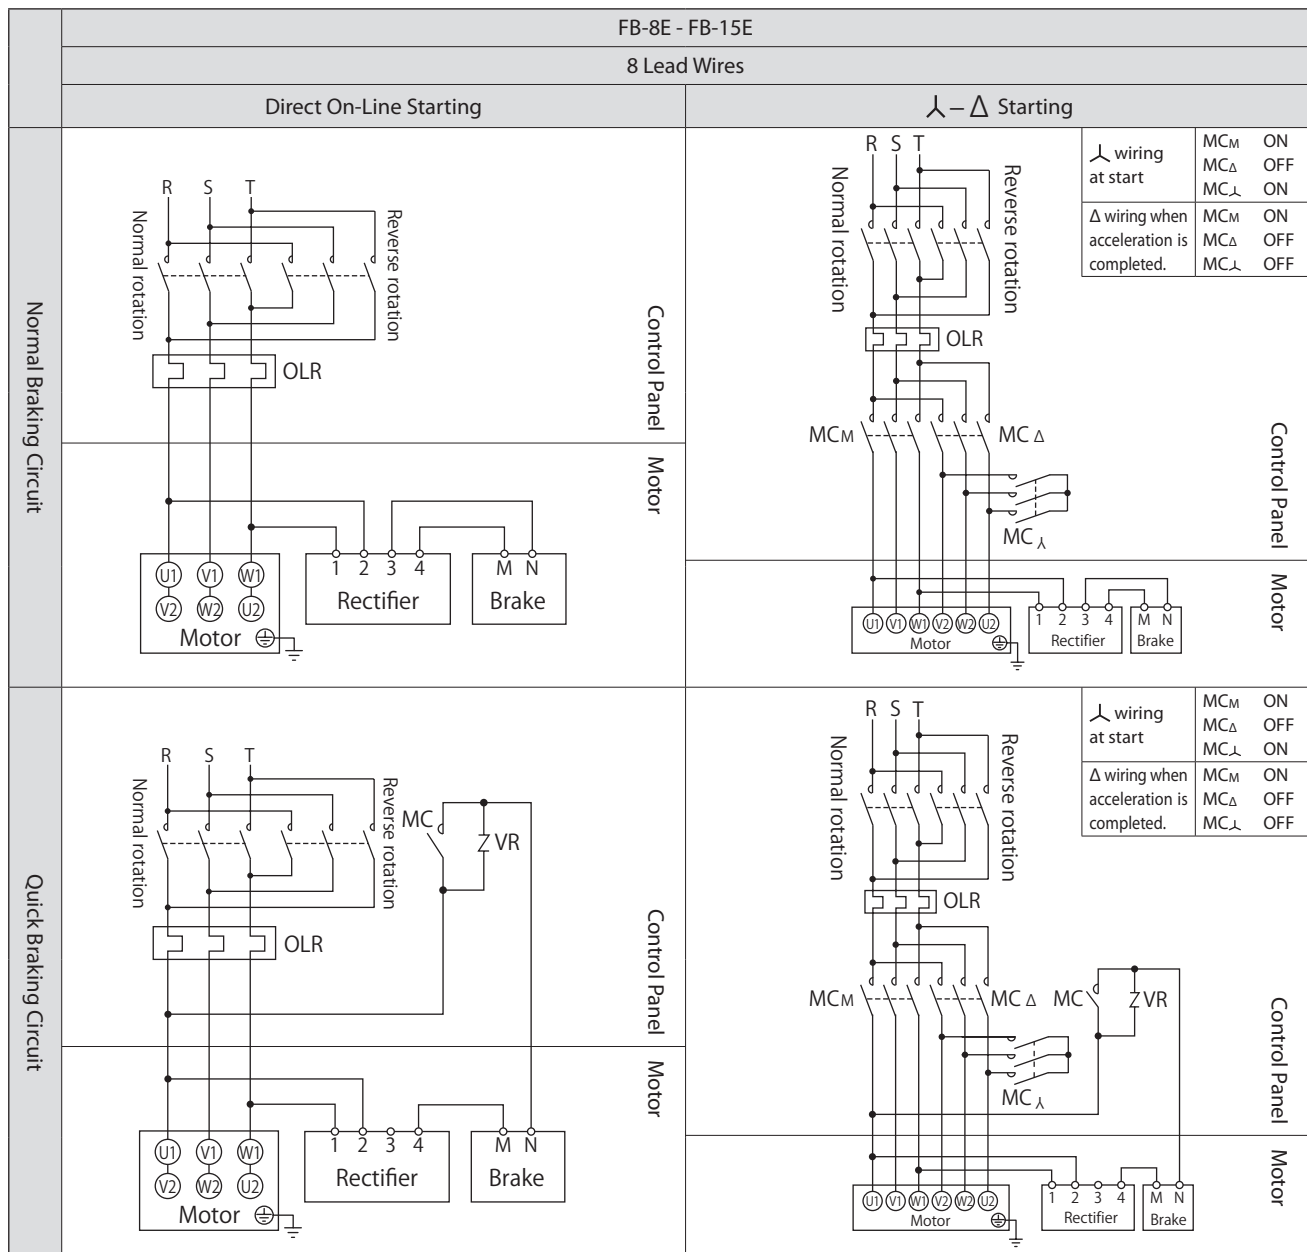 FB-8E - FB-15E
8 Lead Wires
Direct On-Line Starting
⅄ – Δ Starting
Normal Braking Circuit
R S T
Normal rotation
Reverse rotation
OLR
Control Panel
Motor
U1 V1 W1
V2 W2 U2
Motor
1 2 3 4
Rectifier
M N
Brake
R S T
Normal rotation
Reverse rotation
⅄ wiring
at start
MCM ON
MCΔ OFF
MC⅄ ON
Δ wiring when
acceleration is
completed.
MCM ON
MCΔ OFF
MC⅄ OFF
OLR
MCM
MC Δ
MC⅄
Control Panel
Motor
U1 V1 W1 V2 W2 U2
Motor
1 2 3 4
Rectifier
M N
Brake
Quick Braking Circuit
R S T
Normal rotation
Reverse rotation
MC
VR
OLR
Control Panel
Motor
U1 V1 W1
V2 W2 U2
Motor
1 2 3 4
Rectifier
M N
Brake
R S T
Normal rotation
Reverse rotation
⅄ wiring
at start
MCM ON
MCΔ OFF
MC⅄ ON
Δ wiring when
acceleration is
completed.
MCM ON
MCΔ OFF
MC⅄ OFF
OLR
MCM
MC Δ
MC
VR
MC⅄
Control Panel
Motor
U1 V1 W1 V2 W2 U2
Motor
1 2 3 4
Rectifier
M N
Brake